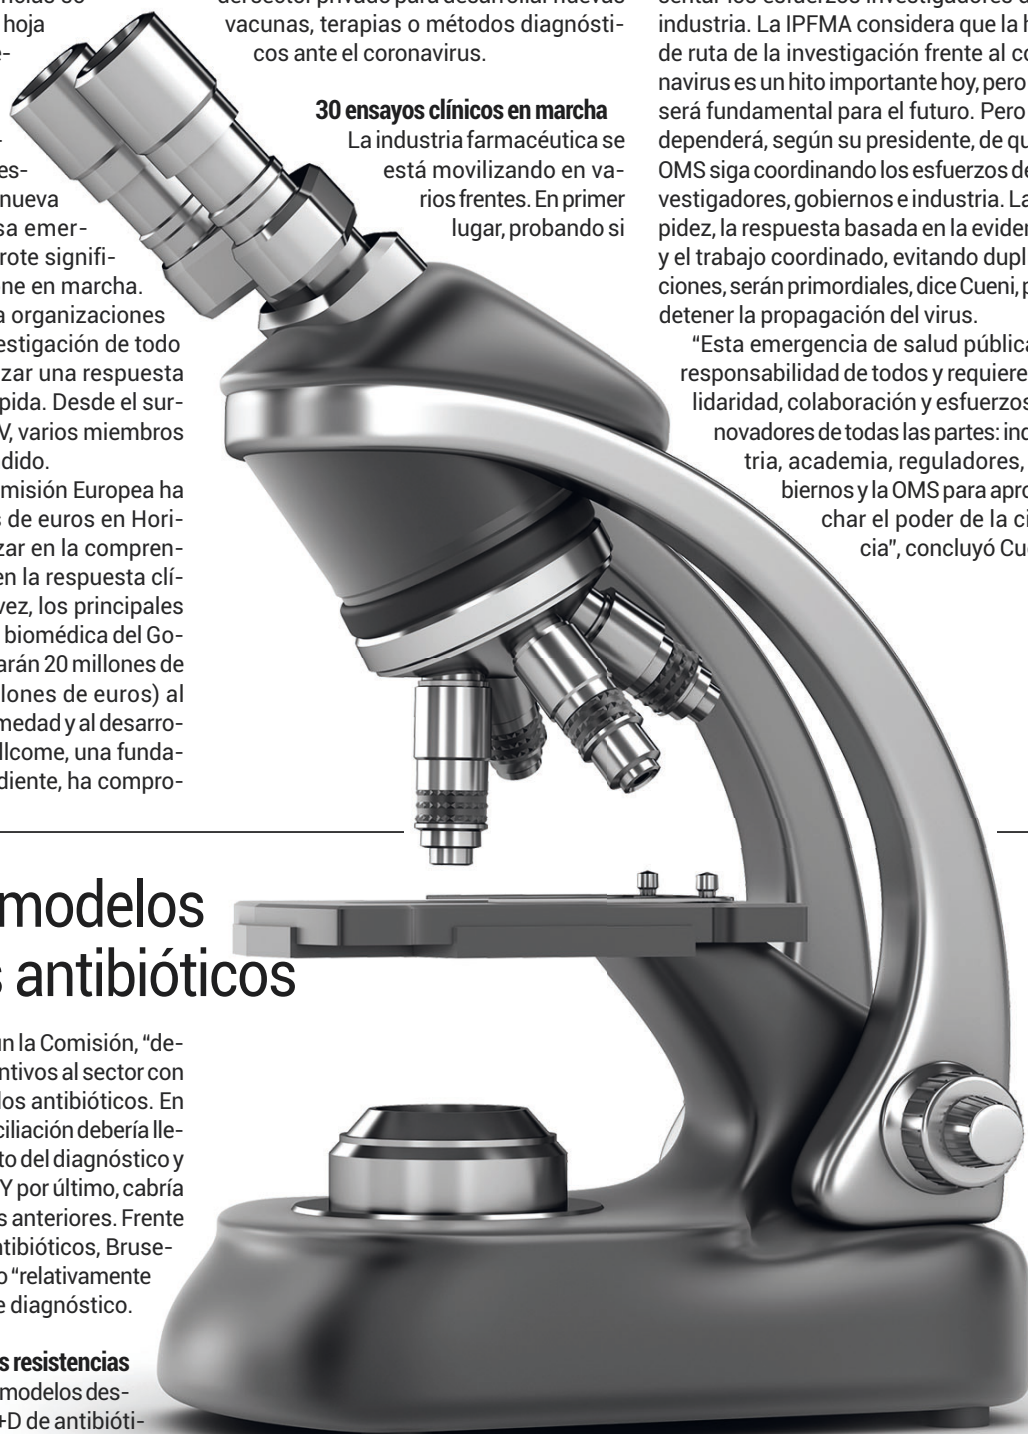 hoja
e-
-
es-
nueva
sa emer-
rote signifi-
ne en marcha.
a organizaciones
estigación de todo
zar una respuesta
pida. Desde el sur-
V, varios miembros
dido.
misión Europea ha
s de euros en Hori-
zar en la compren-
en la respuesta clí-
vez, los principales
biomédica del Go-
arán 20 millones de
lones de euros) al
medad y al desarro-
llcome, una funda-
diente, ha compro-
del sector privado para desarrollar nuevas
vacunas, terapias o métodos diagnósti-
cos ante el coronavirus.
30 ensayos clínicos en marcha
La industria farmacéutica se
está movilizando en va-
rios frentes. En primer
lugar, probando si
sentar los esfuerzos investigadores
industria. La IPFMA considera que la h
de ruta de la investigación frente al co
navirus es un hito importante hoy, pero
será fundamental para el futuro. Pero
dependerá, según su presidente, de qu
OMS siga coordinando los esfuerzos de
vestigadores, gobiernos e industria. La
pidez, la respuesta basada en la eviden
y el trabajo coordinado, evitando dupl
ciones, serán primordiales, dice Cueni, p
detener la propagación del virus.
“Esta emergencia de salud pública
responsabilidad de todos y requiere
lidaridad, colaboración y esfuerzos
novadores de todas las partes: ind
tria, academia, reguladores,
biernos y la OMS para apro
char el poder de la ci
cia”, concluyó Cue
modelos
s antibióticos
ún la Comisión, “de-
ntivos al sector con
los antibióticos. En
ciliación debería lle-
to del diagnóstico y
Y por último, cabría
s anteriores. Frente
ntibióticos, Bruse-
o “relativamente
e diagnóstico.
s resistencias
modelos des-
+D de antibióti-